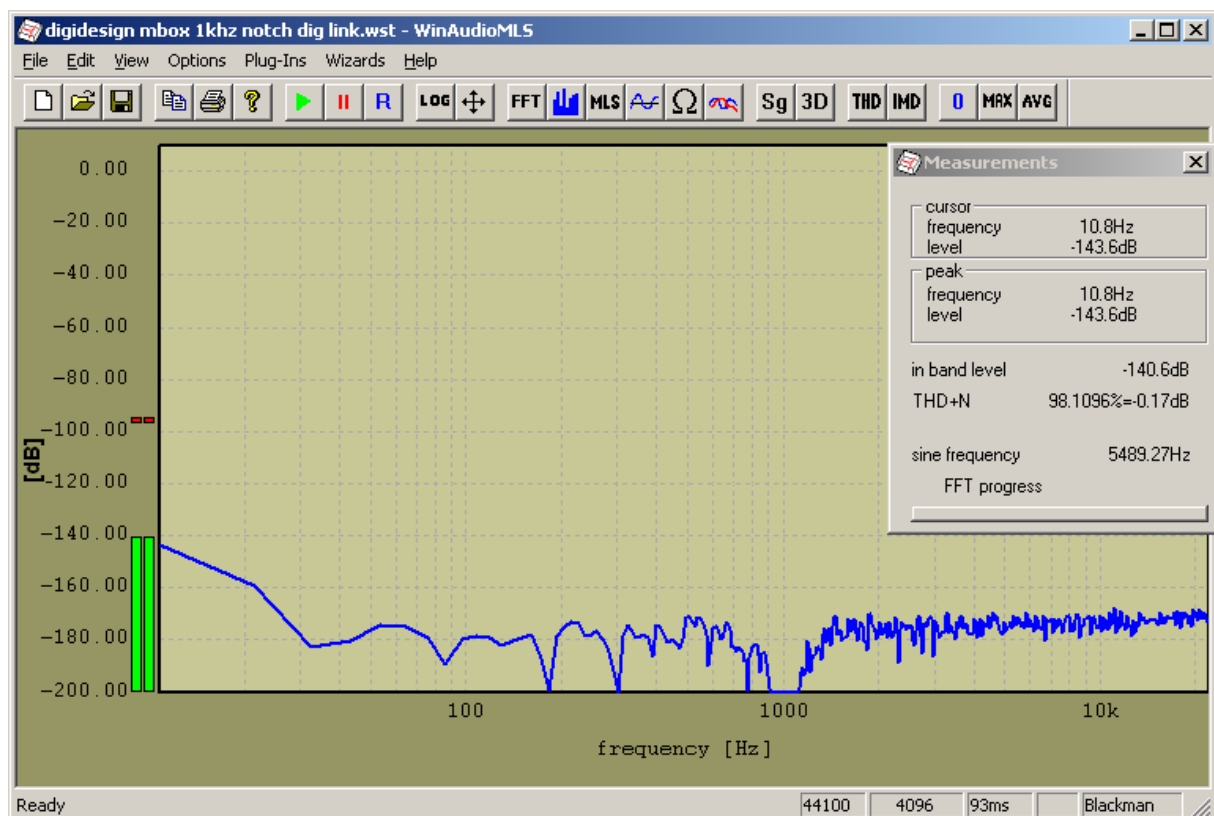 digidesign mbox 1khz notch dig link.wst - WinAudioMLS
File Edit View Options Plug-Ins Wizards Help
LOG FFT MLS Ω Sg 3D THD IMD 0 MAX AVG
R
0.00
-20.00
-40.00
-60.00
-80.00
-100.00
-120.00
-140.00
-160.00
-180.00
-200.00
[dB]
100 1000 10k
frequency [Hz]
Measurements
cursor
frequency 10.8Hz
level -143.6dB
peak
frequency 10.8Hz
level -143.6dB
in band level -140.6dB
THD+N 98.1096%=-0.17dB
sine frequency 5489.27Hz
FFT progress
Ready 44100 4096 93ms Blackman